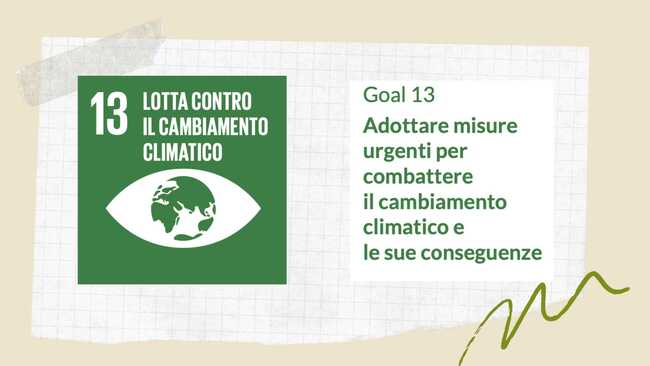 13 LOTTA CONTRO
IL CAMBIAMENTO
CLIMATICO
Goal 13
Adottare misure
urgenti per
combattere
il cambiamento
climatico e
le sue conseguenze